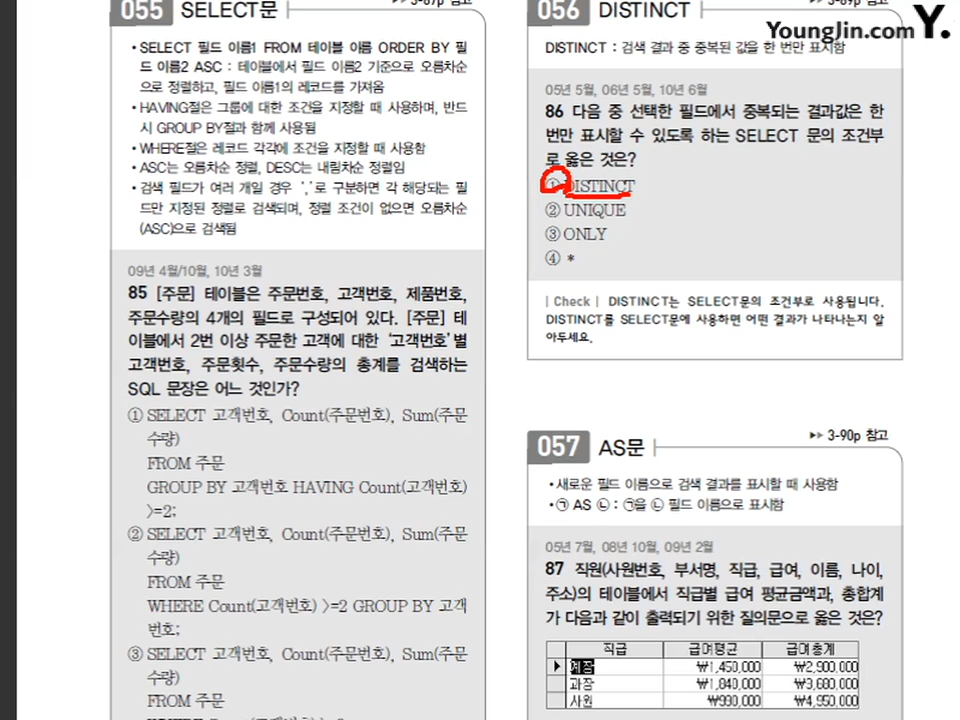 055 SELECT문
▸▸ 3-87p 참고
• SELECT 필드 이름1 FROM 테이블 이름 ORDER BY 필
드 이름2 ASC : 테이블에서 필드 이름2 기준으로 오름차순
으로 정렬하고, 필드 이름1의 레코드를 가져옴
• HAVING절은 그룹에 대한 조건을 지정할 때 사용하며, 반드
시 GROUP BY절과 함께 사용됨
• WHERE절은 레코드 각각에 조건을 지정할 때 사용함
• ASC는 오름차순 정렬, DESC는 내림차순 정렬임
• 검색 필드가 여러 개일 경우 ','로 구분하면 각 해당되는 필
드만 지정된 정렬로 검색되며, 정렬 조건이 없으면 오름차순
(ASC)으로 검색됨
09년 4월/10월, 10년 3월
85 [주문] 테이블은 주문번호, 고객번호, 제품번호,
주문수량의 4개의 필드로 구성되어 있다. [주문] 테
이블에서 2번 이상 주문한 고객에 대한 '고객번호'별
고객번호, 주문횟수, 주문수량의 총계를 검색하는
SQL 문장은 어느 것인가?
① SELECT 고객번호, Count(주문번호), Sum(주문
수량)
FROM 주문
GROUP BY 고객번호 HAVING Count(고객번호)
>=2;
② SELECT 고객번호, Count(주문번호), Sum(주문
수량)
FROM 주문
WHERE Count(고객번호) >=2 GROUP BY 고객
번호;
③ SELECT 고객번호, Count(주문번호), Sum(주문
수량)
FROM 주문
056 DISTINCT
YoungJin.com Y.
DISTINCT : 검색 결과 중 중복된 값을 한 번만 표시함
05년 5월, 06년 5월, 10년 6월
86 다음 중 선택한 필드에서 중복되는 결과값은 한
번만 표시할 수 있도록 하는 SELECT 문의 조건부
로 옳은 것은?
① DISTINCT
② UNIQUE
③ ONLY
④ *
| Check | DISTINCT는 SELECT문의 조건부로 사용됩니다.
DISTINCT를 SELECT문에 사용하면 어떤 결과가 나타나는지 알
아두세요.
▸▸ 3-90p 참고
057 AS문
• 새로운 필드 이름으로 검색 결과를 표시할 때 사용함
• ㉠ AS ㉡ : ㉠을 ㉡ 필드 이름으로 표시함
05년 7월, 08년 10월, 09년 2월
87 직원(사원번호, 부서명, 직급, 급여, 이름, 나이,
주소)의 테이블에서 직급별 급여 평균금액과, 총합계
가 다음과 같이 출력되기 위한 질의문으로 옳은 것은?
직급 급여평균 급여총계
₩1,450,000 ₩2,900,000
과장 ₩1,840,000 ₩3,680,000
사원 ₩990,000 ₩4,950,000